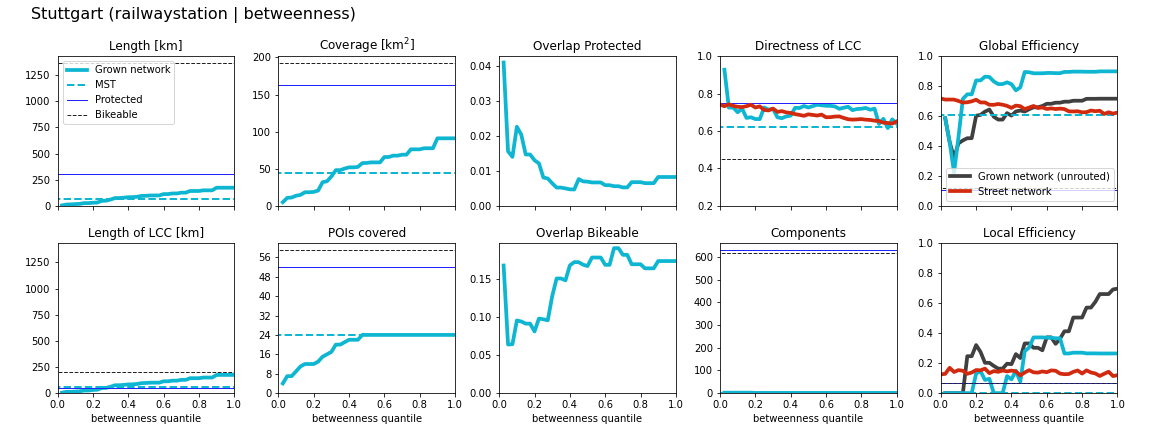 Stuttgart (railwaystation | betweenness)
Length [km]
Coverage [km²]
Overlap Protected
Directness of LCC
Global Efficiency
1250
1000
750
500
250
0
Grown network
MST
Protected
Bikeable
200
150
100
50
0
0.04
0.03
0.02
0.01
0.00
1.0
0.8
0.6
0.4
0.2
1.0
0.8
0.6
0.4
0.2
0.0
Grown network (unrouted)
Street network
Length of LCC [km]
POIs covered
Overlap Bikeable
Components
Local Efficiency
1250
1000
750
500
250
0
0.0 0.2 0.4 0.6 0.8 1.0
betweenness quantile
56
48
40
32
24
16
8
0.0 0.2 0.4 0.6 0.8 1.0
betweenness quantile
0.15
0.10
0.05
0.00
0.0 0.2 0.4 0.6 0.8 1.0
betweenness quantile
600
500
400
300
200
100
0
0.0 0.2 0.4 0.6 0.8 1.0
betweenness quantile
1.0
0.8
0.6
0.4
0.2
0.0
0.0 0.2 0.4 0.6 0.8 1.0
betweenness quantile